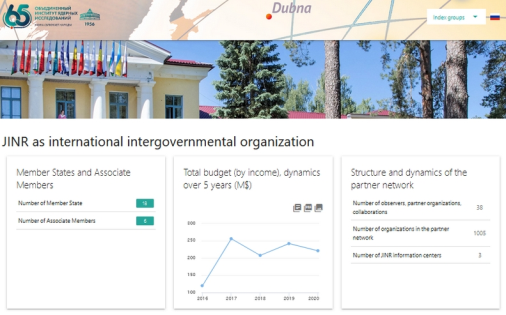 Dubna
65
ОБЪЕДИНЕННЫЙ
ИНСТИТУТ ЯДЕРНЫХ
ИССЛЕДОВАНИЙ
1956
Index groups
JINR as international intergovernmental organization
Member States and Associate
Members
Number of Member State
Number of Associate Members
Total budget (by income), dynamics
over 5 years (M$)
300
250
200
150
100
2016 2017 2018 2019 2020
Structure and dynamics of the
partner network
Number of observers, partner organizations,
collaborations 38
Number of organizations in the partner
network 1005
Number of JINR information centers 3